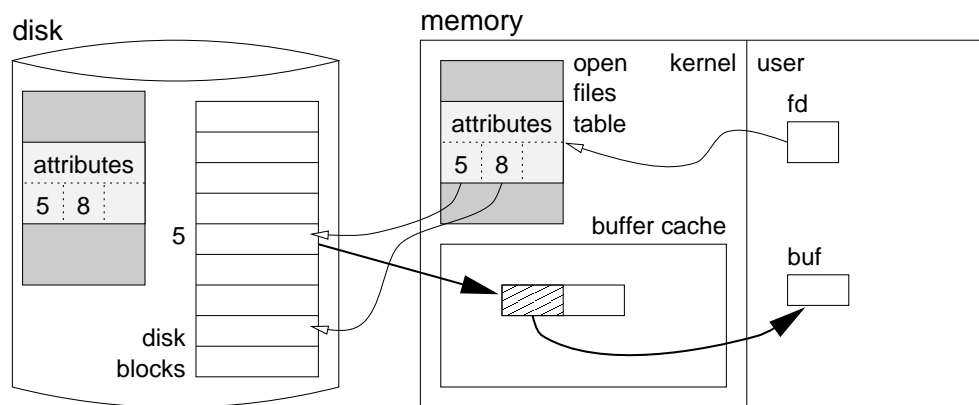 disk
memory
open
files
table
kernel
user
fd
attributes
5 8
attributes
5 8
5
disk
blocks
buffer cache
buf